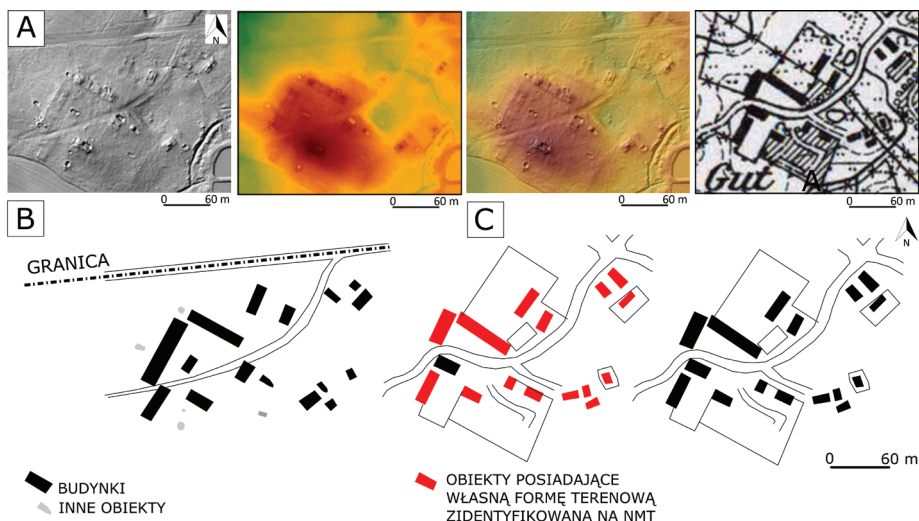 A
N
0 60 m
0 60 m
0 60 m
Gut
A
0 60 m
B
C
N
GRANICA
0 60 m
BUDYNKI
INNE OBIEKTY
OBIEKTY POSIADAJĄCE
WŁASNĄ FORMĘ TERENOWĄ
ZIDENTYFIKOWANĄ NA NMT